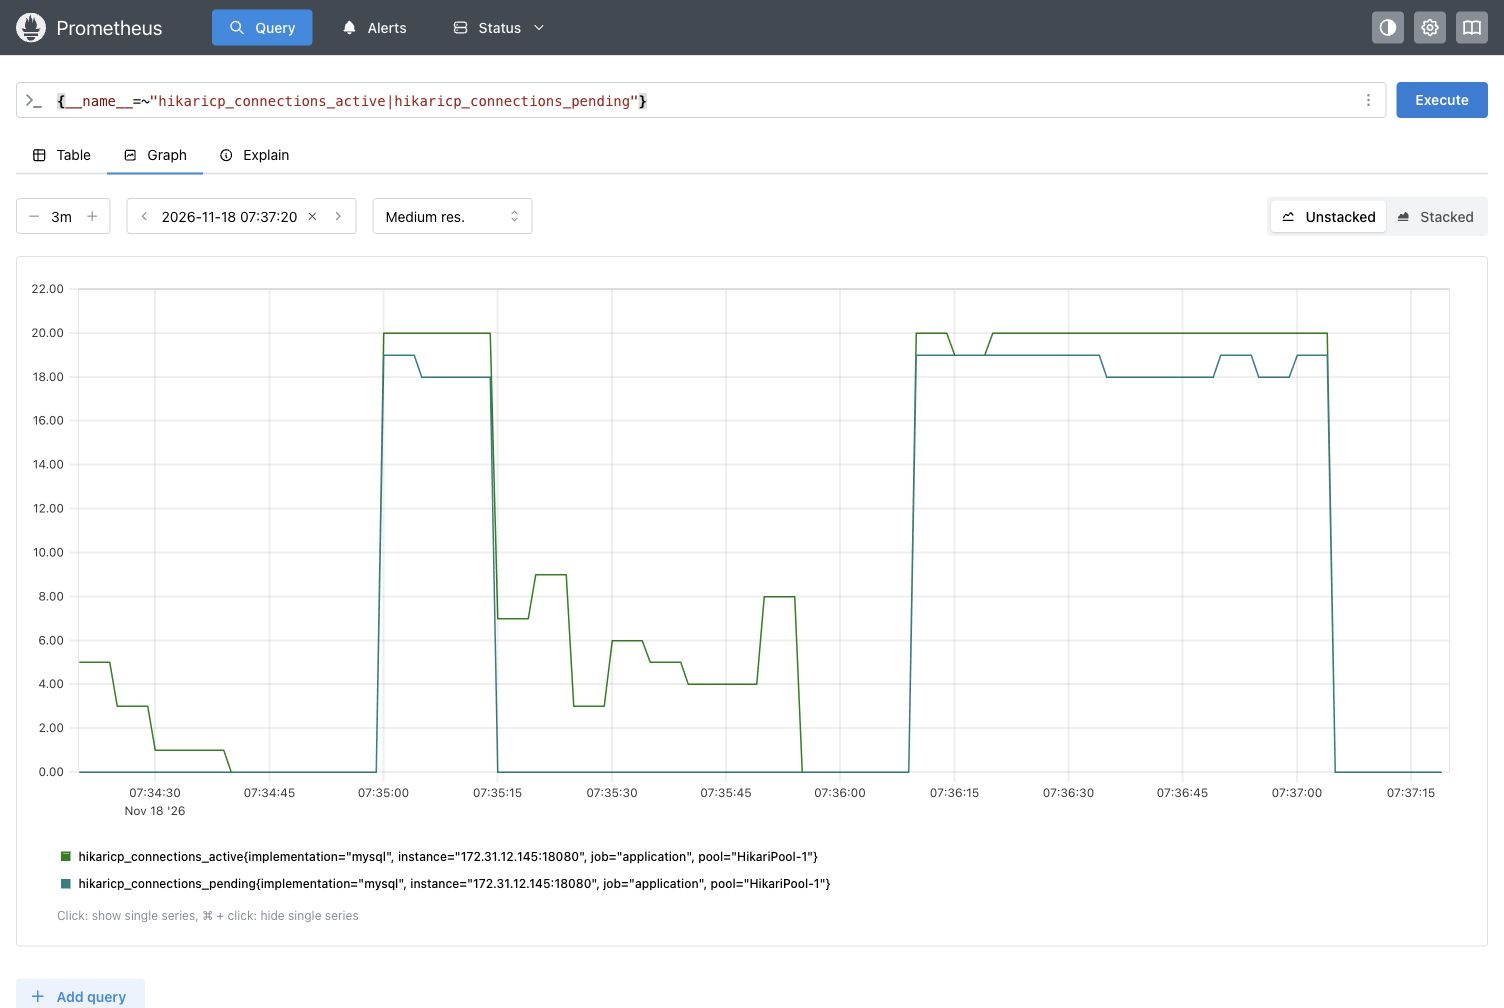 Prometheus Query Alerts Status
>_ {__name__=~"hikaricp_connections_active|hikaricp_connections_pending"} Execute
Table Graph Explain
3m 2026-11-18 07:37:20 Medium res. Unstacked Stacked
22.00
20.00
18.00
16.00
14.00
12.00
10.00
8.00
6.00
4.00
2.00
0.00
07:34:30 07:34:45 07:35:00 07:35:15 07:35:30 07:35:45 07:36:00 07:36:15 07:36:30 07:36:45 07:37:00 07:37:15
Nov 18 '26
hikaricp_connections_active{implementation="mysql", instance="172.31.12.145:18080", job="application", pool="HikariPool-1"}
hikaricp_connections_pending{implementation="mysql", instance="172.31.12.145:18080", job="application", pool="HikariPool-1"}
Click: show single series, ⌘ + click: hide single series
Add query